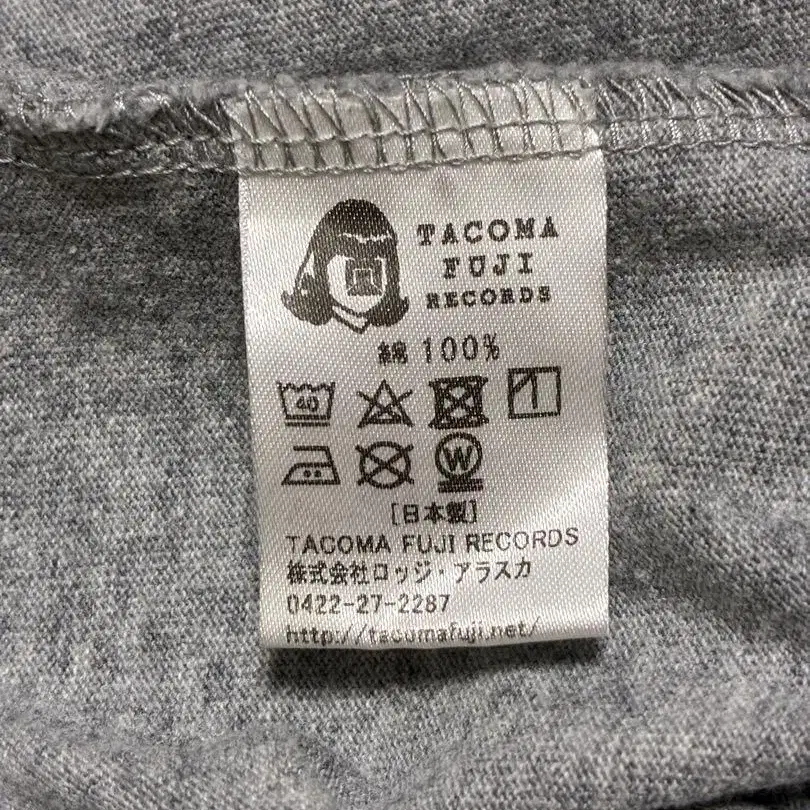 TACOMA
FUJI
RECORDS
綿 100%
40
W
[日本製]
TACOMA FUJI RECORDS
株式会社ロッジ・アラスカ
0422-27-2287
http://tacomafuji.net/